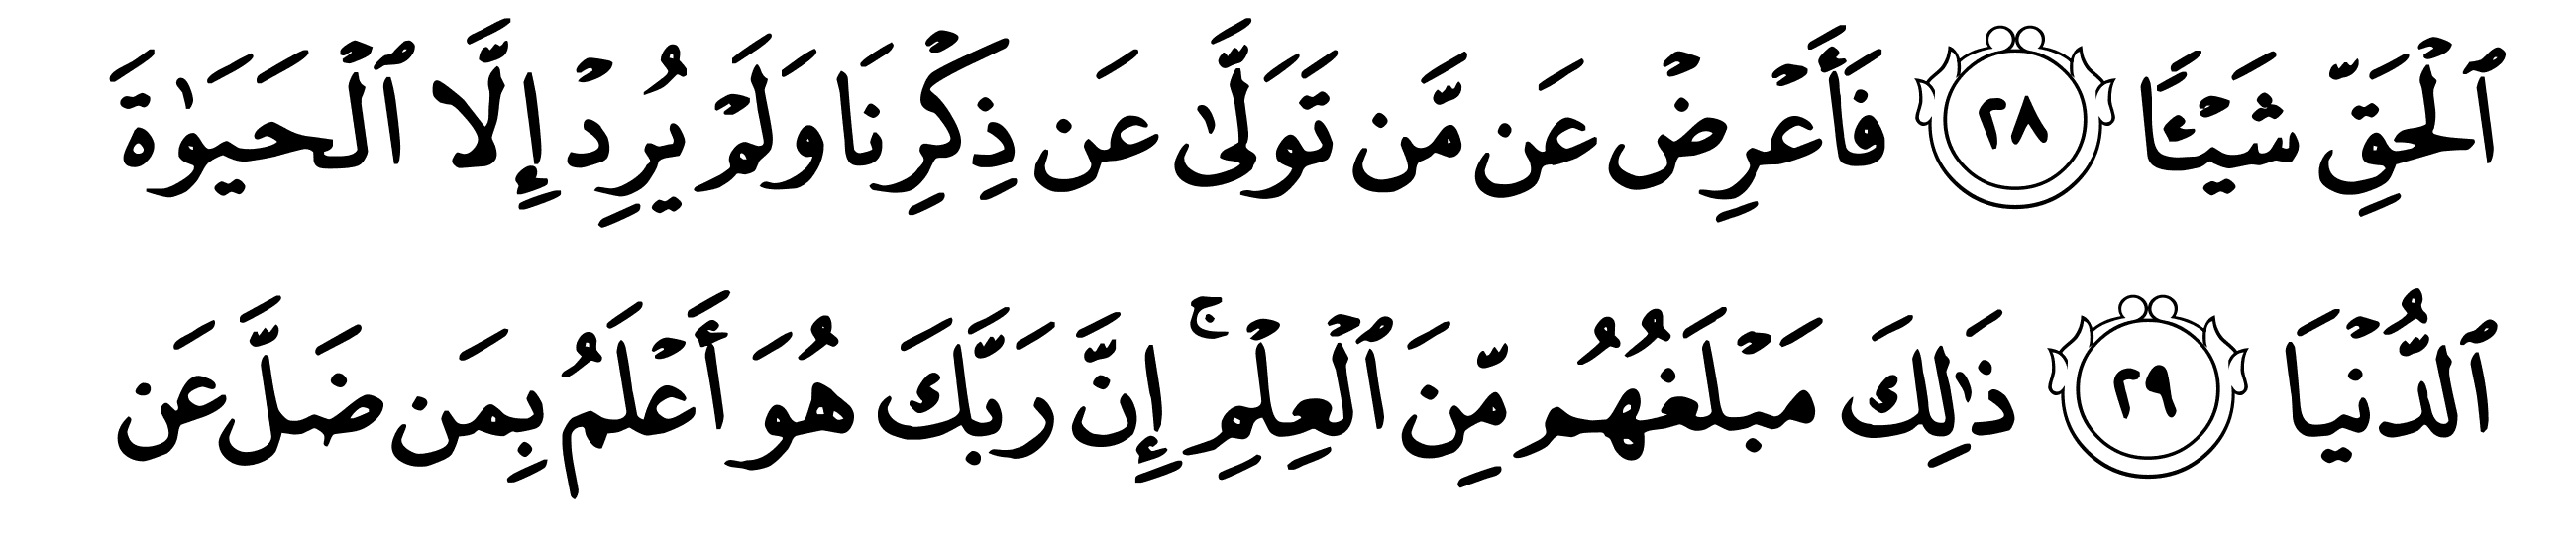 ٱلْحَقِّ شَيْـًٔا ٢٨ فَأَعْرِضْ عَن مَّن تَوَلَّىٰ عَن ذِكْرِنَا وَلَمْ يُرِدْ إِلَّا ٱلْحَيَوٰةَ
ٱلدُّنْيَا ٢٩ ذَٰلِكَ مَبْلَغُهُم مِّنَ ٱلْعِلْمِ ۚ إِنَّ رَبَّكَ هُوَ أَعْلَمُ بِمَن ضَلَّ عَن